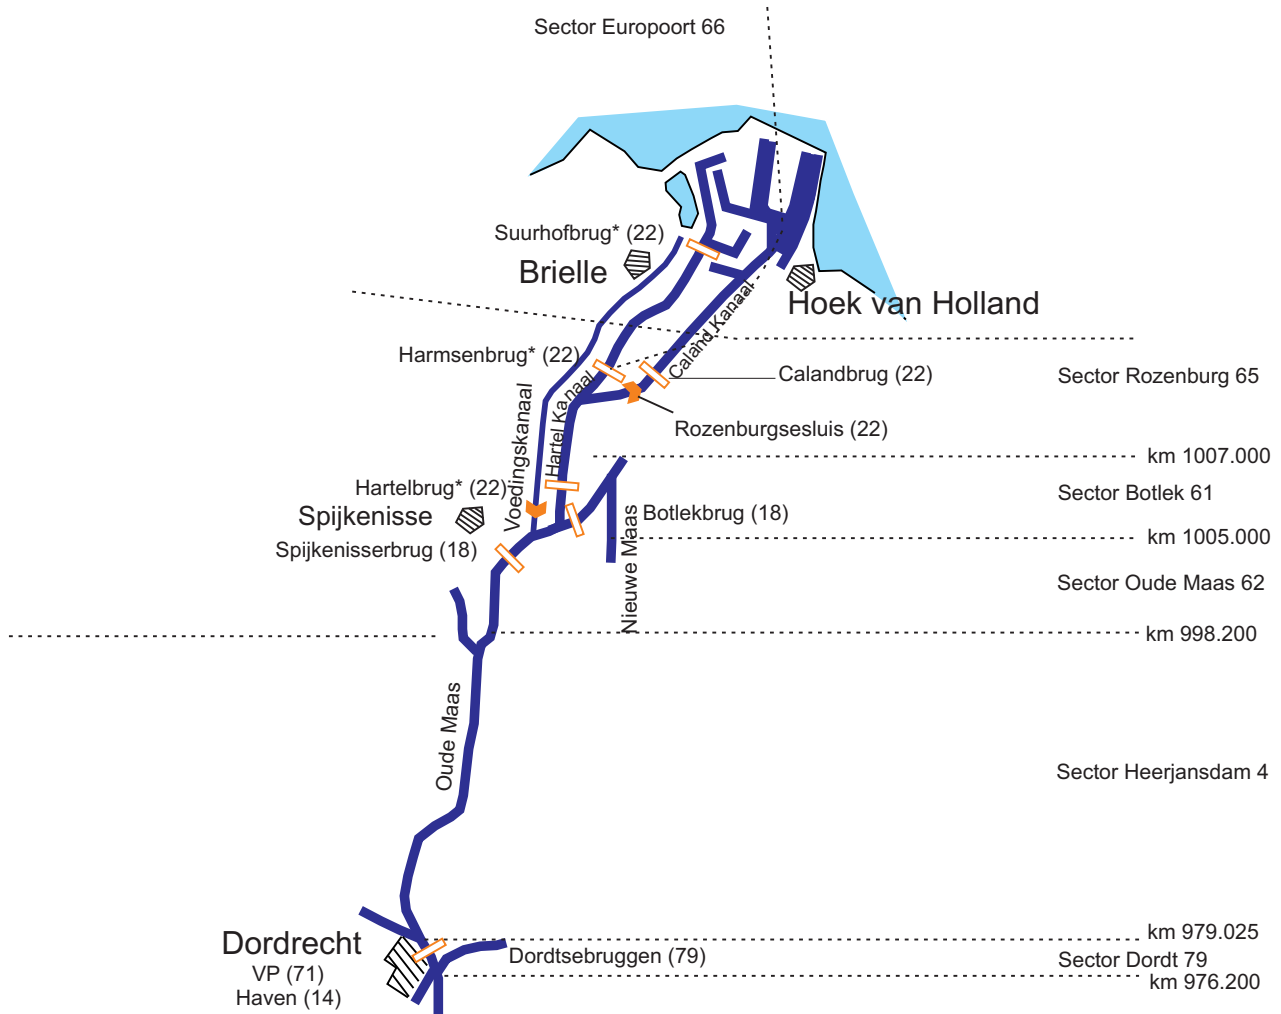 Sector Europoort 66
Suurhofbrug* (22)
Brielle
Hoek van Holland
Caland Kanaal
Harmsenbrug* (22)
Calandbrug (22)
Sector Rozenburg 65
Voedingskanaal
Hartel Kanaal
Rozenburgsesluis (22)
km 1007.000
Hartelbrug* (22)
Sector Botlek 61
Spijkenisse
Botlekbrug (18)
Spijkenisserbrug (18)
km 1005.000
Nieuwe Maas
Sector Oude Maas 62
km 998.200
Oude Maas
Sector Heerjansdam 4
km 979.025
Dordrecht
Dordtsebruggen (79)
Sector Dordt 79
VP (71)
km 976.200
Haven (14)